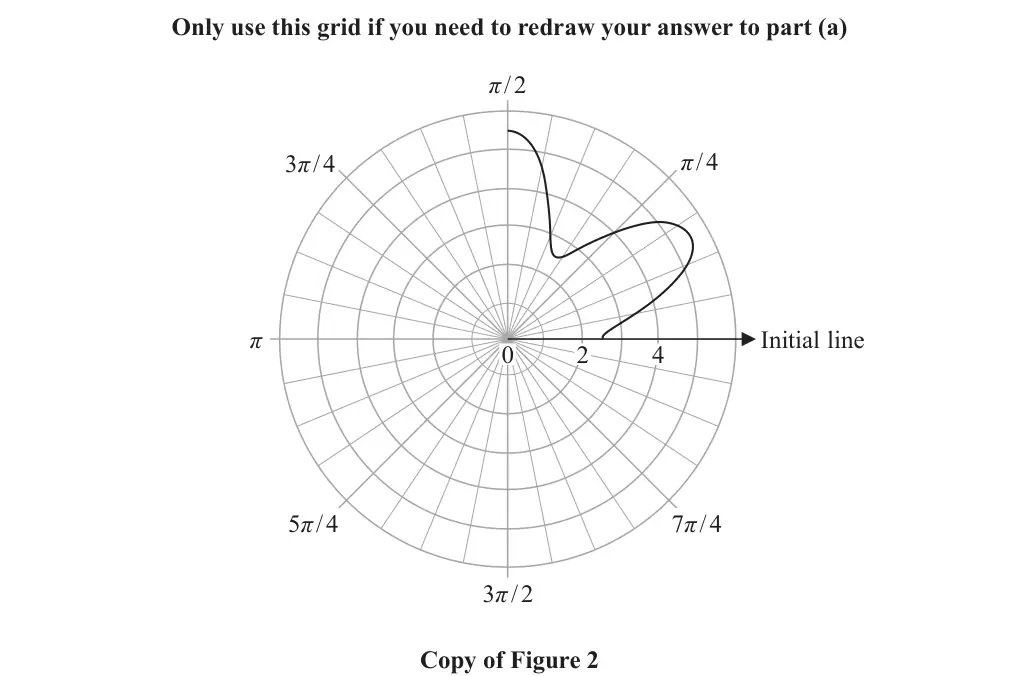 Only use this grid if you need to redraw your answer to part (a)
π/2
3π/4
π/4
π
Initial line
0
2
4
5π/4
7π/4
3π/2
Copy of Figure 2